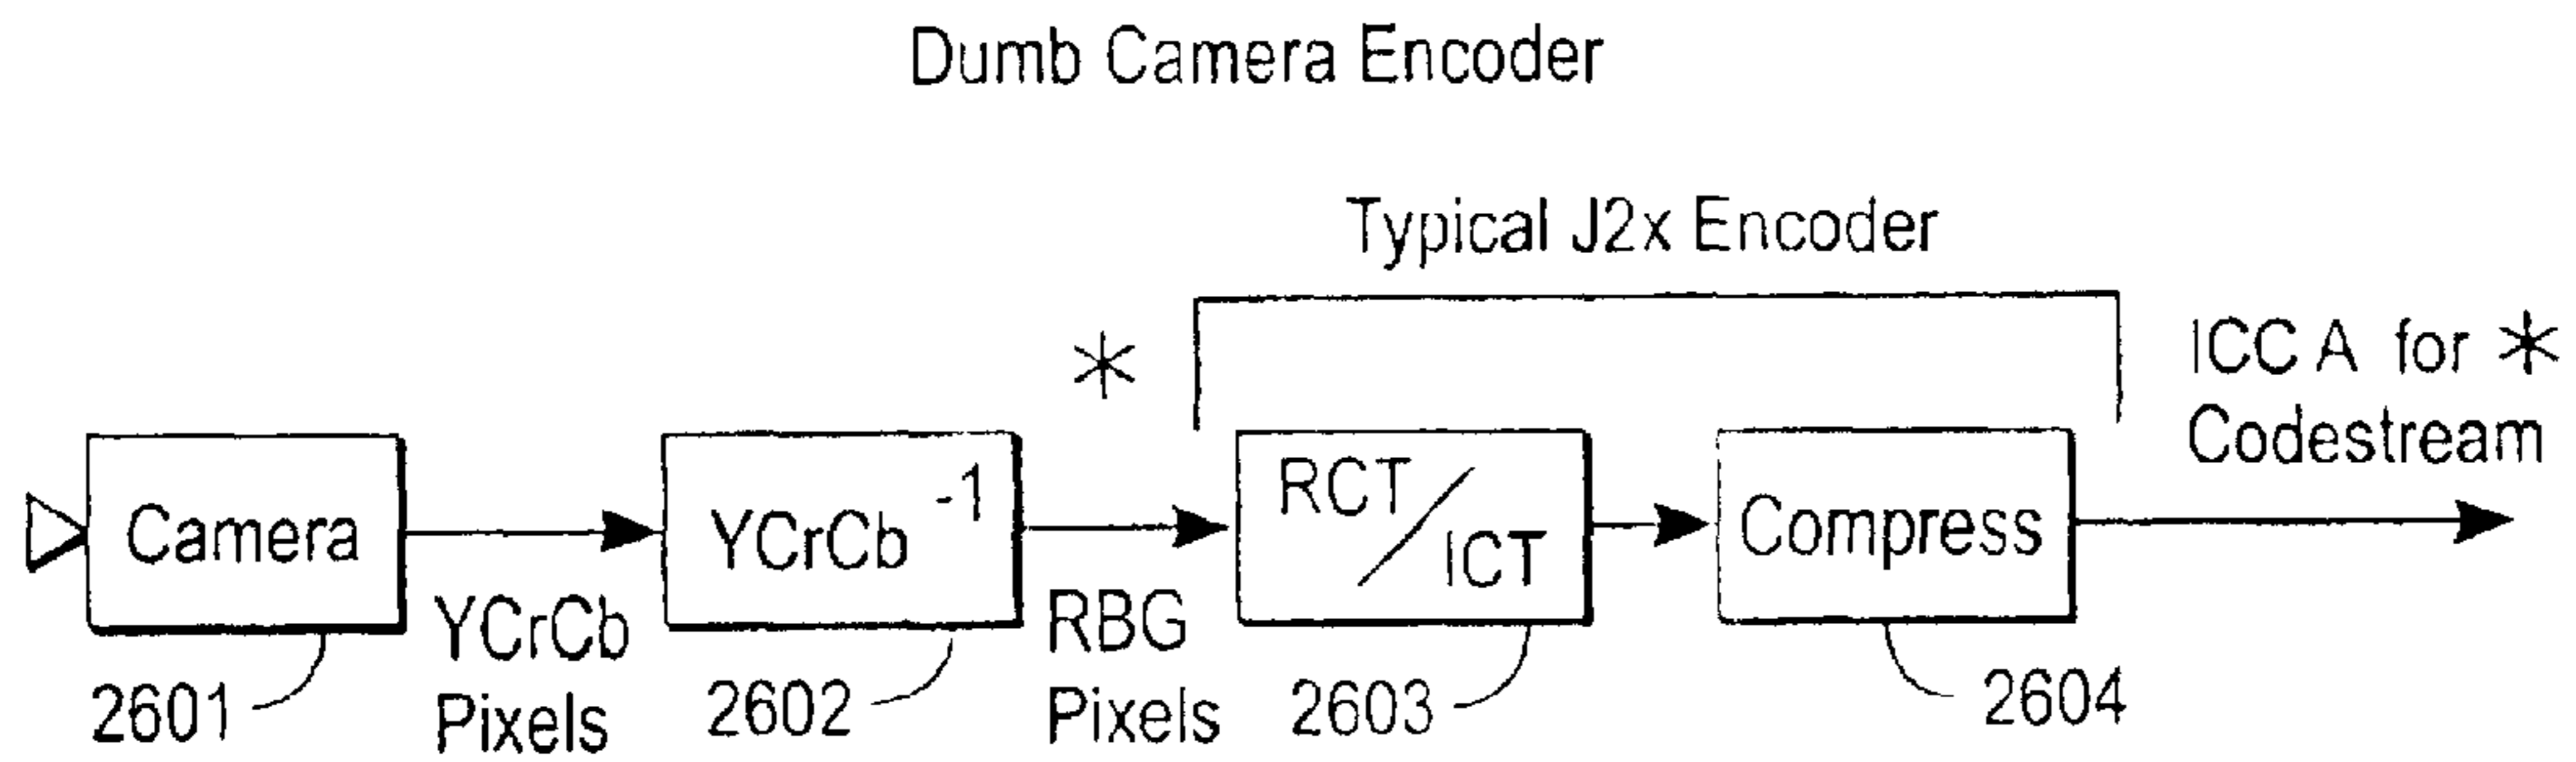 Dumb Camera Encoder
Typical J2x Encoder
*
ICC A for *
Codestream
Camera
YCrCb -1
RCT/ICT
Compress
YCrCb
Pixels
RBG
Pixels
2601
2602
2603
2604